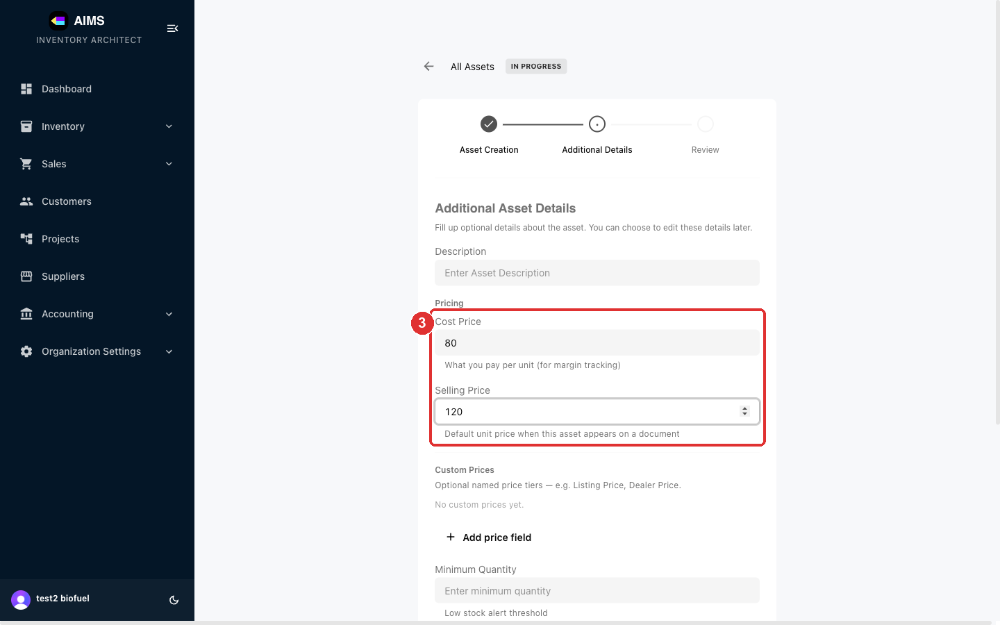 AIMS
INVENTORY ARCHITECT
Dashboard
Inventory
Sales
Customers
Projects
Suppliers
Accounting
Organization Settings
test2 biofuel
All Assets
IN PROGRESS
Asset Creation
Additional Details
Review
Additional Asset Details
Fill up optional details about the asset. You can choose to edit these details later.
Description
Enter Asset Description
Pricing
3
Cost Price
80
What you pay per unit (for margin tracking)
Selling Price
120
Default unit price when this asset appears on a document
Custom Prices
Optional named price tiers — e.g. Listing Price, Dealer Price.
No custom prices yet.
+ Add price field
Minimum Quantity
Enter minimum quantity
Low stock alert threshold